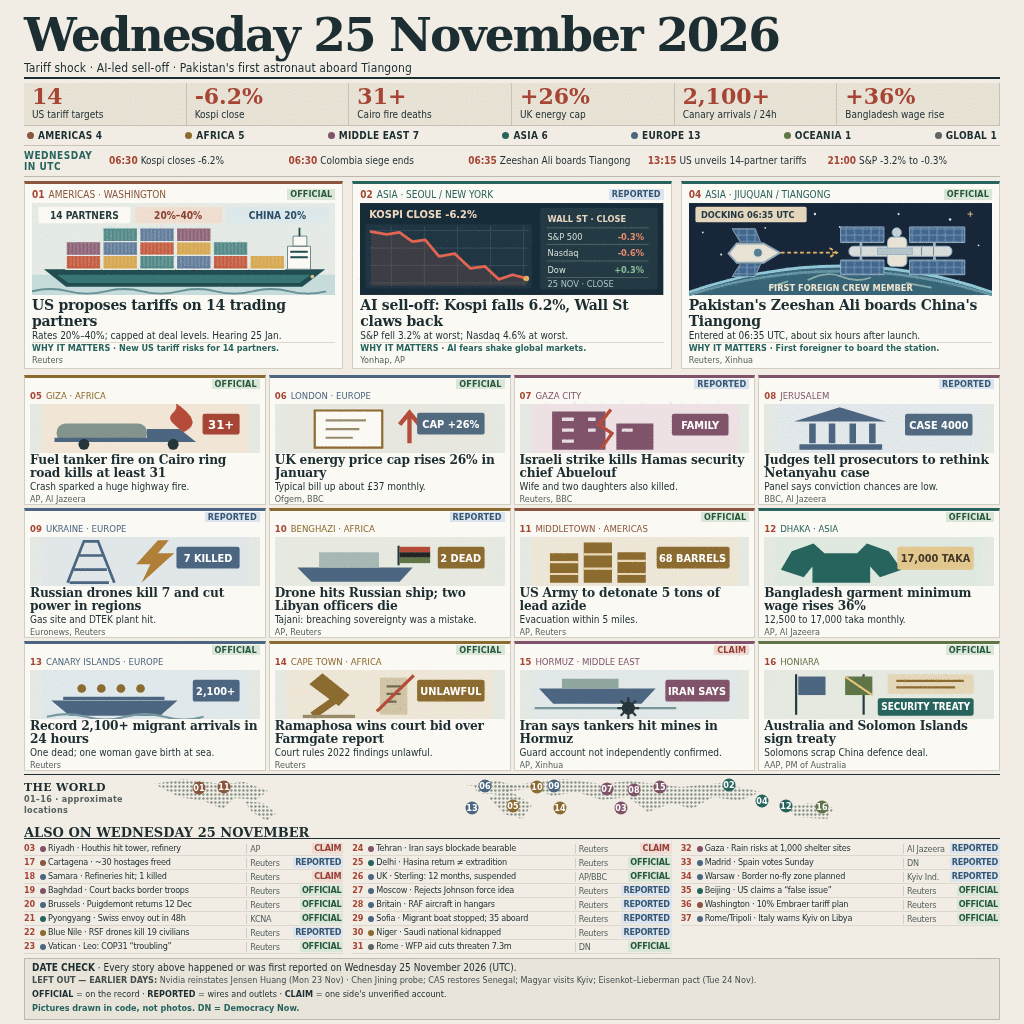 Wednesday 25 November 2026
Tariff shock · AI-led sell-off · Pakistan's first astronaut aboard Tiangong
14
US tariff targets
-6.2%
Kospi close
31+
Cairo fire deaths
+26%
UK energy cap
2,100+
Canary arrivals / 24h
+36%
Bangladesh wage rise
AMERICAS 4
AFRICA 5
MIDDLE EAST 7
ASIA 6
EUROPE 13
OCEANIA 1
GLOBAL 1
WEDNESDAY
IN UTC
06:30 Kospi closes -6.2%
06:30 Colombia siege ends
06:35 Zeeshan Ali boards Tiangong
13:15 US unveils 14-partner tariffs
21:00 S&P -3.2% to -0.3%
01 AMERICAS · WASHINGTON
OFFICIAL
14 PARTNERS
20%–40%
CHINA 20%
US proposes tariffs on 14 trading
partners
Rates 20%–40%; capped at deal levels. Hearing 25 Jan.
WHY IT MATTERS · New US tariff risks for 14 partners.
Reuters
02 ASIA · SEOUL / NEW YORK
REPORTED
KOSPI CLOSE -6.2%
WALL ST · CLOSE
S&P 500 -0.3%
Nasdaq -0.6%
Dow +0.3%
25 NOV · CLOSE
AI sell-off: Kospi falls 6.2%, Wall St
claws back
S&P fell 3.2% at worst; Nasdaq 4.6% at worst.
WHY IT MATTERS · AI fears shake global markets.
Yonhap, AP
04 ASIA · JIUQUAN / TIANGONG
OFFICIAL
DOCKING 06:35 UTC
FIRST FOREIGN CREW MEMBER
Pakistan's Zeeshan Ali boards China's
Tiangong
Entered at 06:35 UTC, about six hours after launch.
WHY IT MATTERS · First foreigner to board the station.
Reuters, Xinhua
OFFICIAL
05 GIZA · AFRICA
31+
Fuel tanker fire on Cairo ring
road kills at least 31
Crash sparked a huge highway fire.
AP, Al Jazeera
OFFICIAL
06 LONDON · EUROPE
CAP +26%
UK energy price cap rises 26% in
January
Typical bill up about £37 monthly.
Ofgem, BBC
REPORTED
07 GAZA CITY
FAMILY
Israeli strike kills Hamas security
chief Abuelouf
Wife and two daughters also killed.
Reuters, BBC
REPORTED
08 JERUSALEM
CASE 4000
Judges tell prosecutors to rethink
Netanyahu case
Panel says conviction chances are low.
BBC, Al Jazeera
REPORTED
09 UKRAINE · EUROPE
7 KILLED
Russian drones kill 7 and cut
power in regions
Gas site and DTEK plant hit.
Euronews, Reuters
REPORTED
10 BENGHAZI · AFRICA
2 DEAD
Drone hits Russian ship; two
Libyan officers die
Tajani: breaching sovereignty was a mistake.
AP, Reuters
OFFICIAL
11 MIDDLETOWN · AMERICAS
68 BARRELS
US Army to detonate 5 tons of
lead azide
Evacuation within 5 miles.
AP, Reuters
OFFICIAL
12 DHAKA · ASIA
17,000 TAKA
Bangladesh garment minimum
wage rises 36%
12,500 to 17,000 taka monthly.
AP, Al Jazeera
OFFICIAL
13 CANARY ISLANDS · EUROPE
2,100+
Record 2,100+ migrant arrivals in
24 hours
One dead; one woman gave birth at sea.
Reuters
OFFICIAL
14 CAPE TOWN · AFRICA
UNLAWFUL
Ramaphosa wins court bid over
Farmgate report
Court rules 2022 findings unlawful.
Reuters
CLAIM
15 HORMUZ · MIDDLE EAST
IRAN SAYS
Iran says tankers hit mines in
Hormuz
Guard account not independently confirmed.
AP, Xinhua
OFFICIAL
16 HONIARA
SECURITY TREATY
Australia and Solomon Islands
sign treaty
Solomons scrap China defence deal.
AAP, PM of Australia
THE WORLD
01–16 · approximate
locations
01 11 06 10 09 07 08 15 02
13 05 14 03 04 12 16
ALSO ON WEDNESDAY 25 NOVEMBER
03 Riyadh · Houthis hit tower, refinery AP CLAIM
17 Cartagena · ~30 hostages freed Reuters REPORTED
18 Samara · Refineries hit; 1 killed Reuters CLAIM
19 Baghdad · Court backs border troops Reuters OFFICIAL
20 Brussels · Puigdemont returns 12 Dec Reuters OFFICIAL
21 Pyongyang · Swiss envoy out in 48h KCNA OFFICIAL
22 Blue Nile · RSF drones kill 19 civilians Reuters REPORTED
23 Vatican · Leo: COP31 “troubling” Reuters OFFICIAL
24 Tehran · Iran says blockade bearable Reuters CLAIM
25 Delhi · Hasina return ≠ extradition Reuters OFFICIAL
26 UK · Sterling: 12 months, suspended AP/BBC OFFICIAL
27 Moscow · Rejects Johnson force idea Reuters REPORTED
28 Britain · RAF aircraft in hangars Reuters REPORTED
29 Sofia · Migrant boat stopped; 35 aboard Reuters REPORTED
30 Niger · Saudi national kidnapped Reuters REPORTED
31 Rome · WFP aid cuts threaten 7.3m DN OFFICIAL
32 Gaza · Rain risks at 1,000 shelter sites Al Jazeera REPORTED
33 Madrid · Spain votes Sunday DN REPORTED
34 Warsaw · Border no-fly zone planned Kyiv Ind. REPORTED
35 Beijing · US claims a “false issue” Reuters OFFICIAL
36 Washington · 10% Embraer tariff plan Reuters OFFICIAL
37 Rome/Tripoli · Italy warns Kyiv on Libya Reuters OFFICIAL
DATE CHECK · Every story above happened or was first reported on Wednesday 25 November 2026 (UTC).
LEFT OUT — EARLIER DAYS: Nvidia reinstates Jensen Huang (Mon 23 Nov) · Chen Jining probe; CAS restores Senegal; Magyar visits Kyiv; Eisenkot–Lieberman pact (Tue 24 Nov).
OFFICIAL = on the record · REPORTED = wires and outlets · CLAIM = one side's unverified account.
Pictures drawn in code, not photos. DN = Democracy Now.